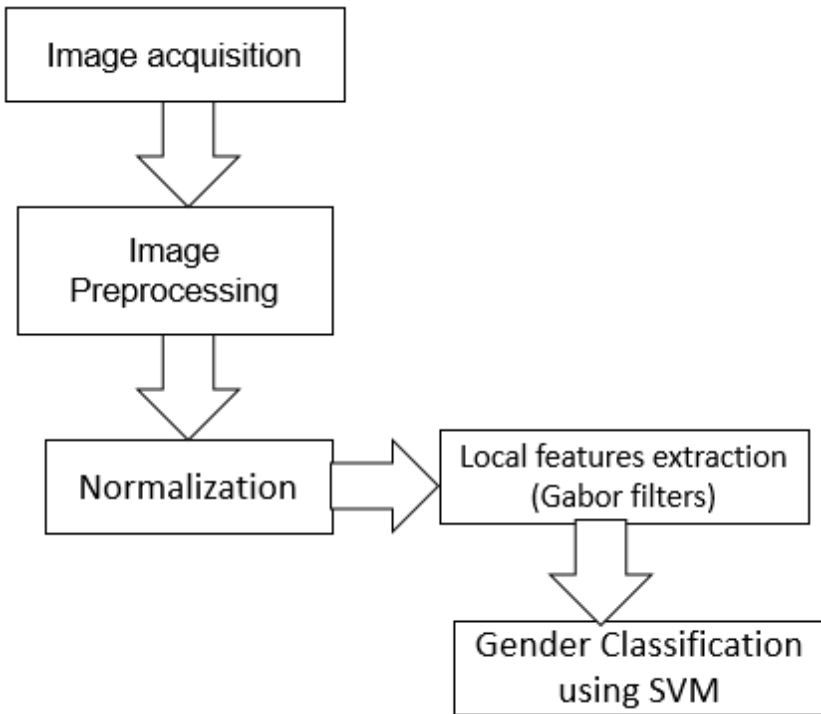 Image acquisition
Image
Preprocessing
Normalization
Local features extraction
(Gabor filters)
Gender Classification
using SVM